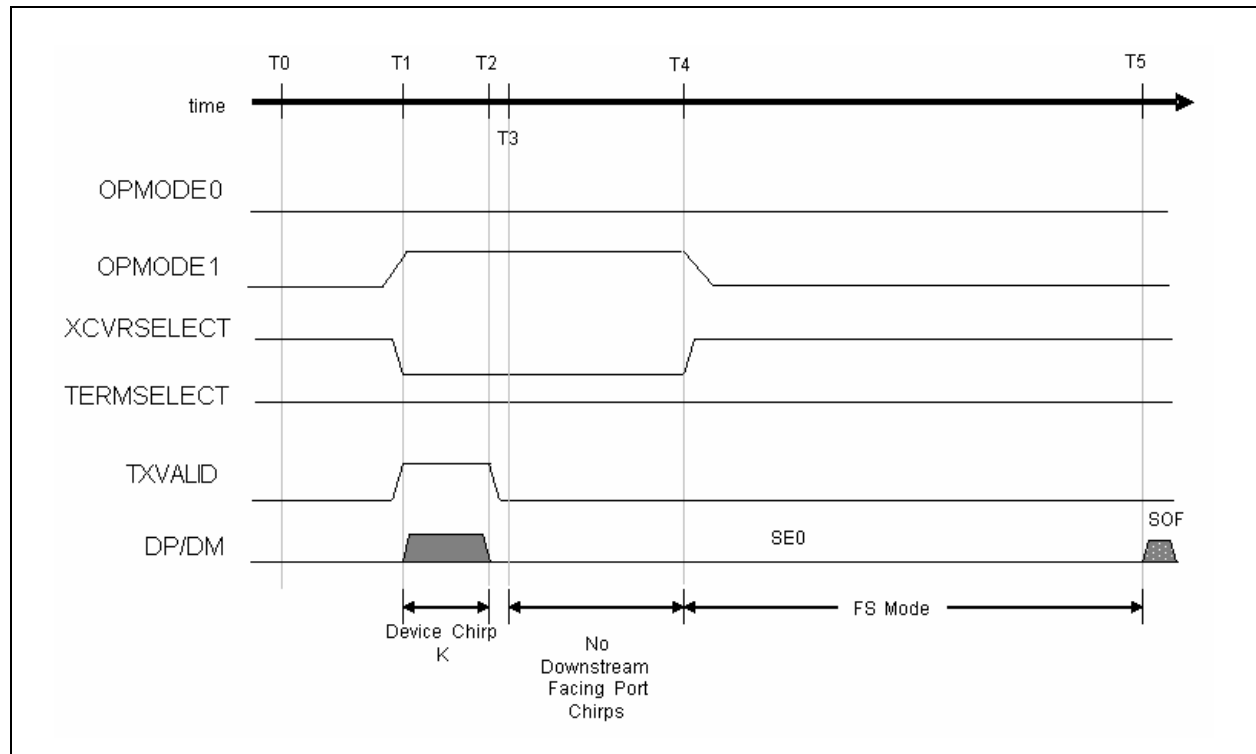 T0 T1 T2 T4 T5
time
T3
OPMODE0
OPMODE1
XCVRSELECT
TERMSELECT
TXVALID
SOF
DP/DM
SE0
FS Mode
Device Chirp
K
No
Downstream
Facing Port
Chirps